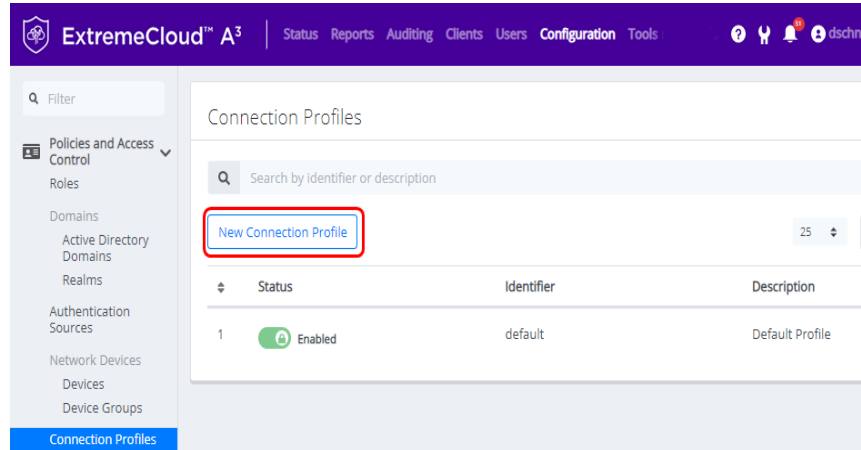 ExtremeCloud™ A³ Status Reports Auditing Clients Users Configuration Tools 51 dschn
Filter
Policies and Access
Control
Roles
Domains
Active Directory
Domains
Realms
Authentication
Sources
Network Devices
Devices
Device Groups
Connection Profiles
Connection Profiles
Search by identifier or description
New Connection Profile 25
Status Identifier Description
1 Enabled default Default Profile